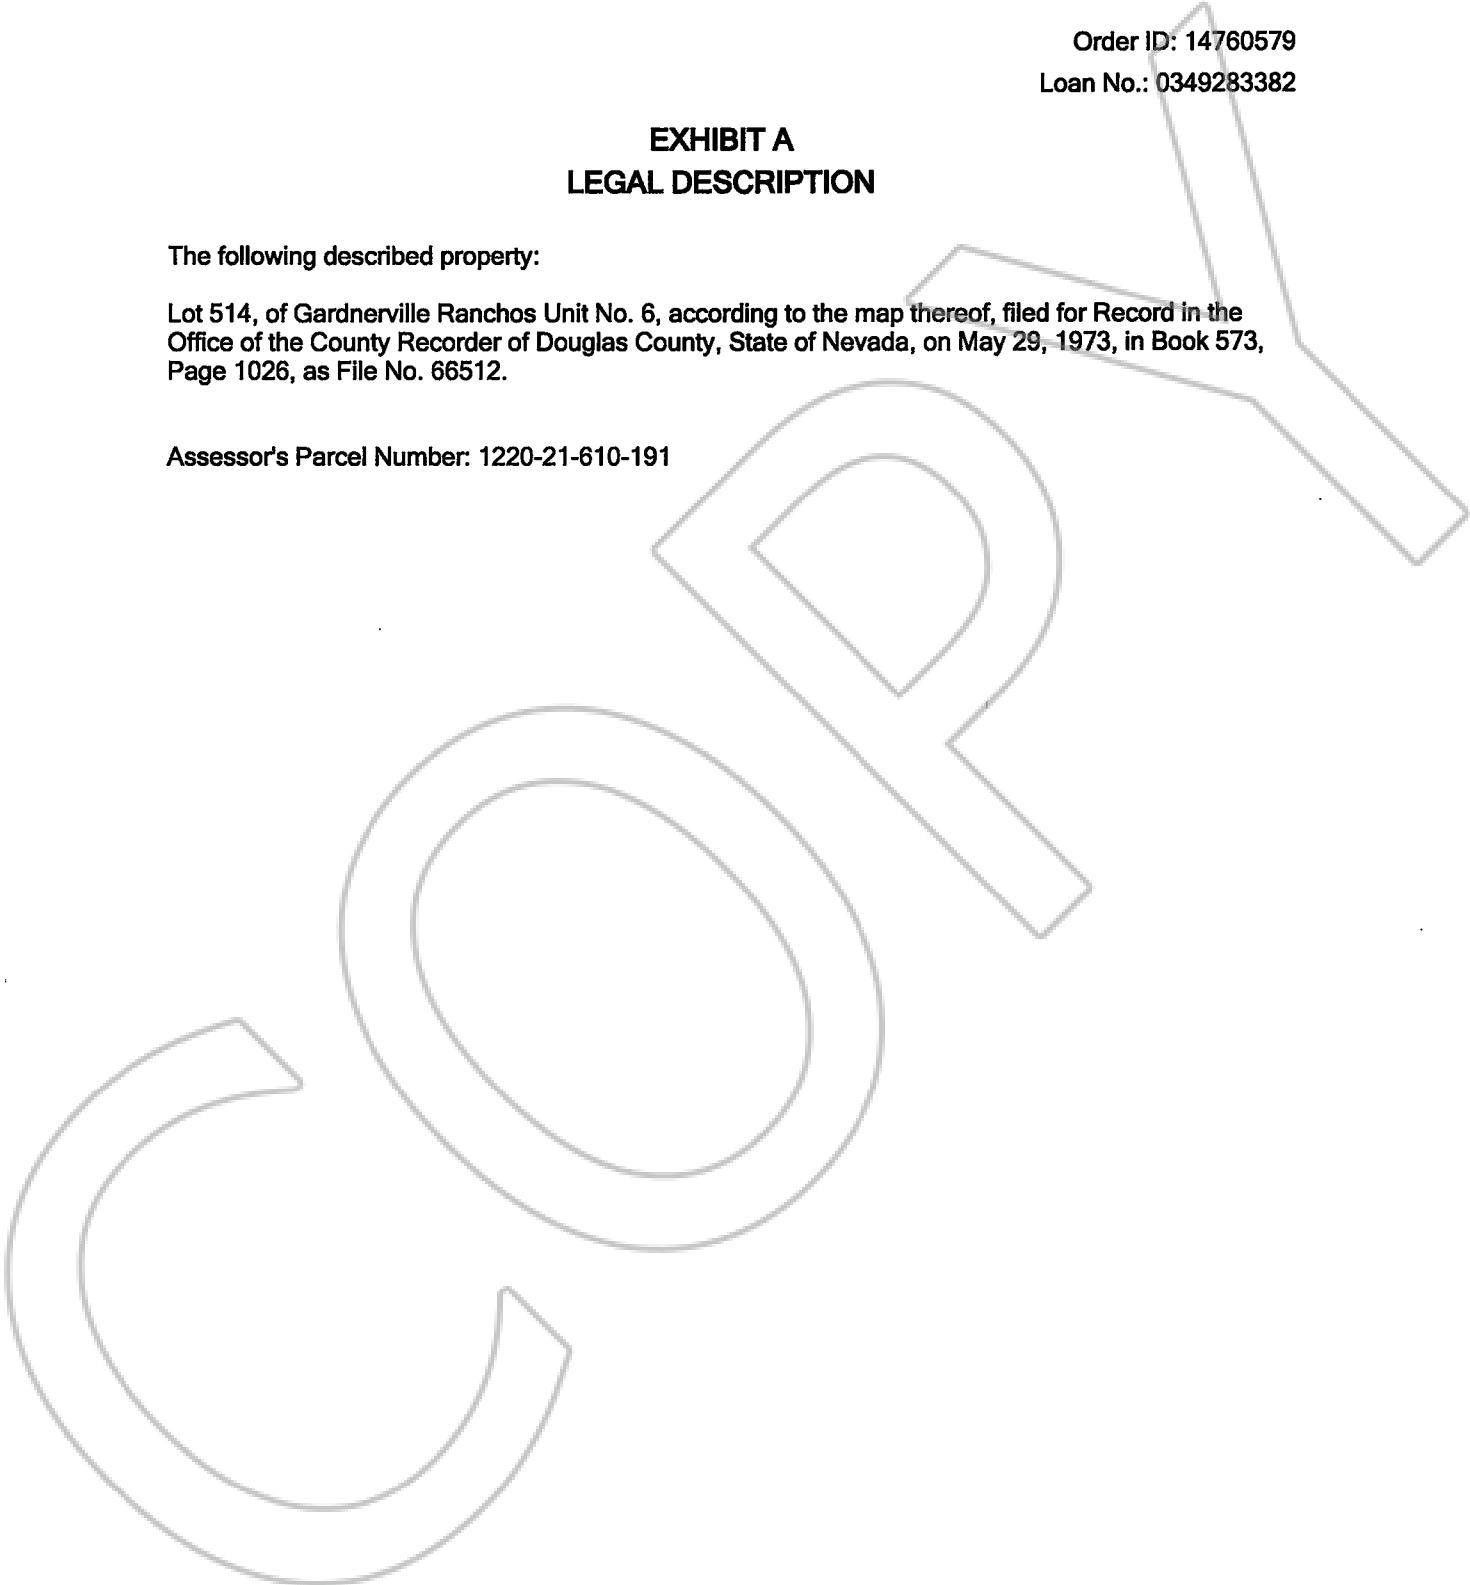 Order ID: 14760579
Loan No.: 0349283382
EXHIBIT A
LEGAL DESCRIPTION
The following described property:
Lot 514, of Gardnerville Ranchos Unit No. 6, according to the map thereof, filed for Record in the
Office of the County Recorder of Douglas County, State of Nevada, on May 29, 1973, in Book 573,
Page 1026, as File No. 66512.
Assessor's Parcel Number: 1220-21-610-191
COPY